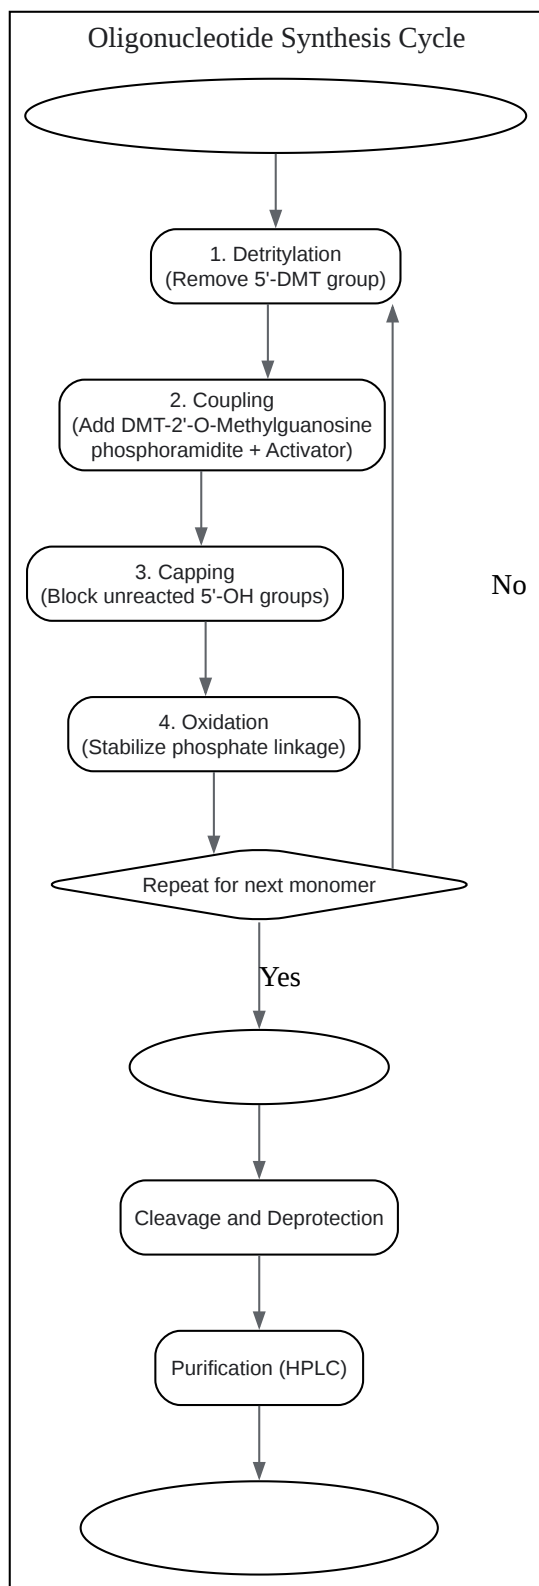 Oligonucleotide Synthesis Cycle
1. Detritylation
(Remove 5'-DMT group)
2. Coupling
(Add DMT-2'-O-Methylguanosine
phosphoramidite + Activator)
3. Capping
(Block unreacted 5'-OH groups)
No
4. Oxidation
(Stabilize phosphate linkage)
Repeat for next monomer
Yes
Cleavage and Deprotection
Purification (HPLC)